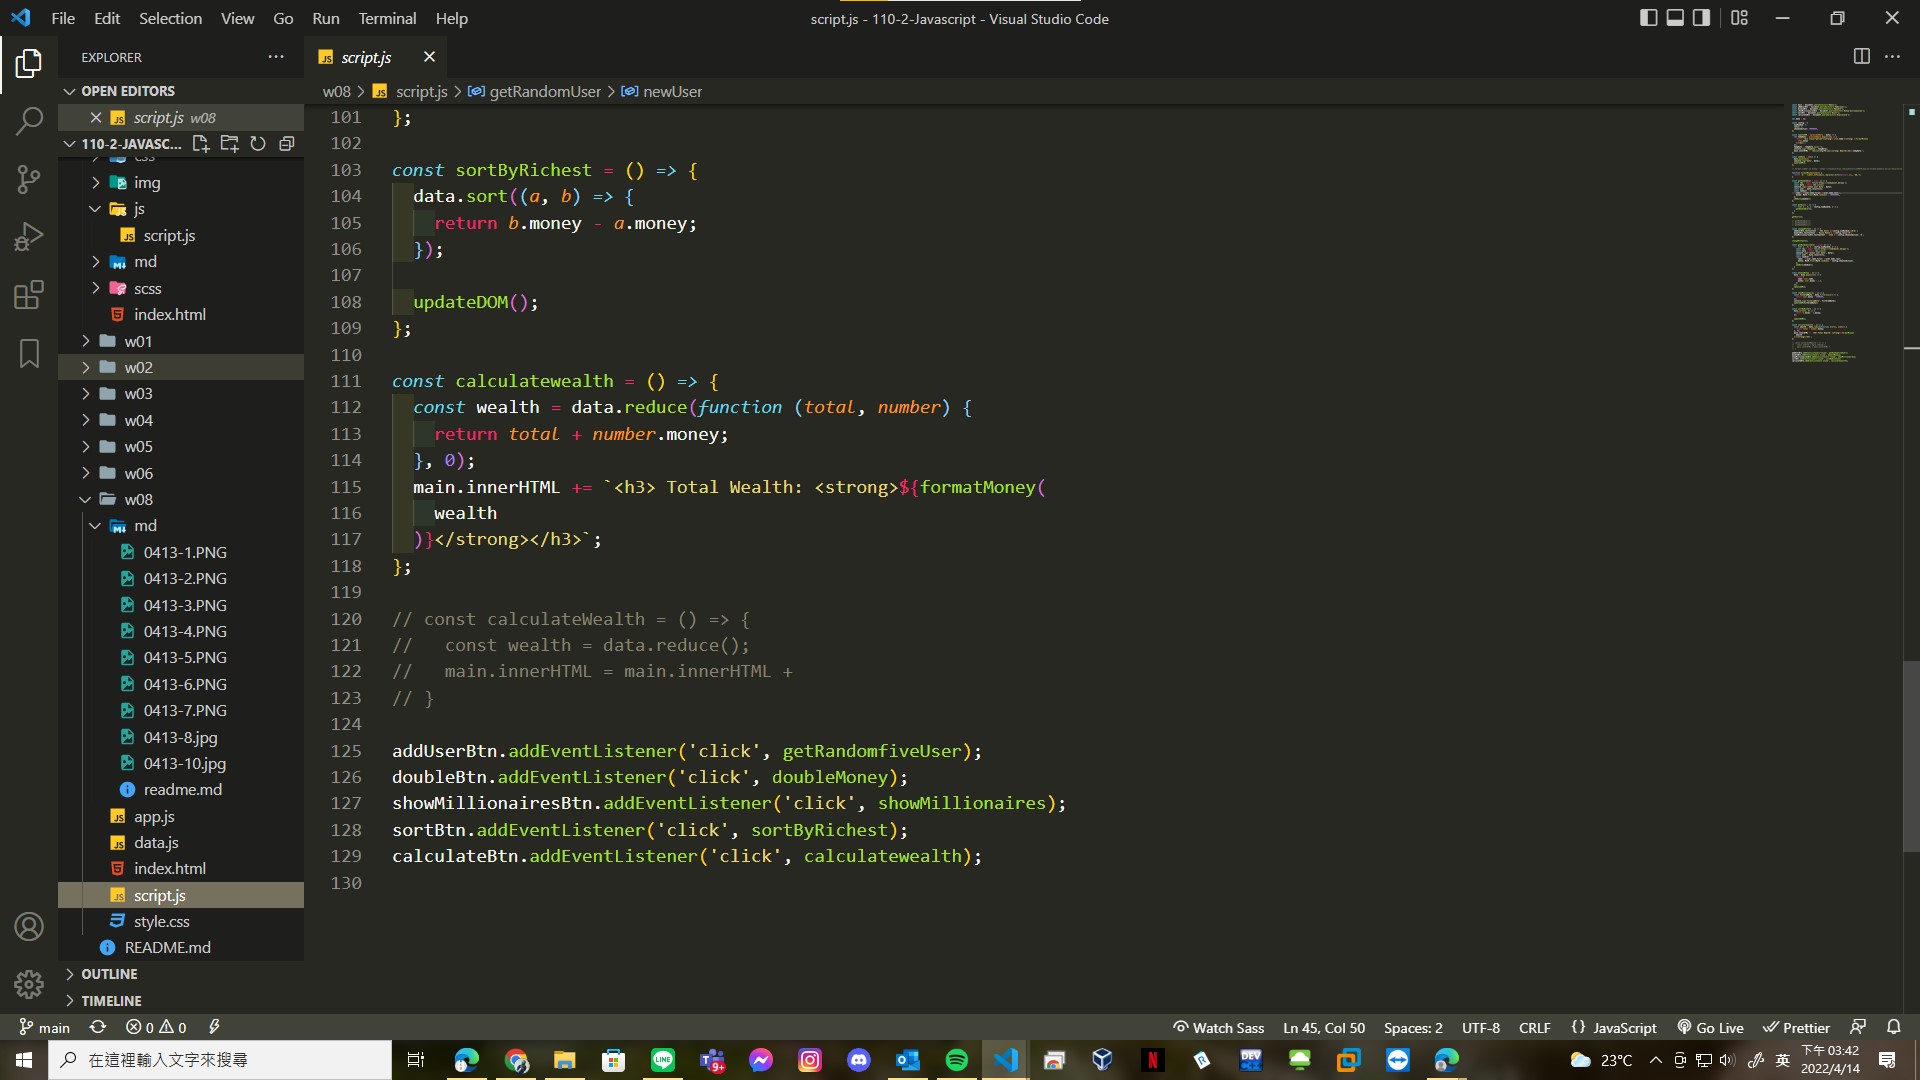 File Edit Selection View Go Run Terminal Help
script.js - 110-2-Javascript - Visual Studio Code
EXPLORER
script.js
OPEN EDITORS
script.js w08
110-2-JAVASC...
css
img
js
script.js
md
scss
index.html
w01
w02
w03
w04
w05
w06
w08
md
0413-1.PNG
0413-2.PNG
0413-3.PNG
0413-4.PNG
0413-5.PNG
0413-6.PNG
0413-7.PNG
0413-8.jpg
0413-10.jpg
readme.md
app.js
data.js
index.html
script.js
style.css
README.md
OUTLINE
TIMELINE
w08 > script.js > getRandomUser > newUser
101 };
102
103 const sortByRichest = () => {
104   data.sort((a, b) => {
105     return b.money - a.money;
106   });
107
108   updateDOM();
109 };
110
111 const calculatewealth = () => {
112   const wealth = data.reduce(function (total, number) {
113     return total + number.money;
114   }, 0);
115   main.innerHTML += `<h3> Total Wealth: <strong>${formatMoney(
116     wealth
117   )}</strong></h3>`;
118 };
119
120 // const calculateWealth = () => {
121 //   const wealth = data.reduce();
122 //   main.innerHTML = main.innerHTML +
123 // }
124
125 addUserBtn.addEventListener('click', getRandomfiveUser);
126 doubleBtn.addEventListener('click', doubleMoney);
127 showMillionairesBtn.addEventListener('click', showMillionaires);
128 sortBtn.addEventListener('click', sortByRichest);
129 calculateBtn.addEventListener('click', calculatewealth);
130
main 0 0 Watch Sass Ln 45, Col 50 Spaces: 2 UTF-8 CRLF {} JavaScript Go Live Prettier
在這裡輸入文字來搜尋
9+
DEV C++
23°C
英
下午 03:42
2022/4/14